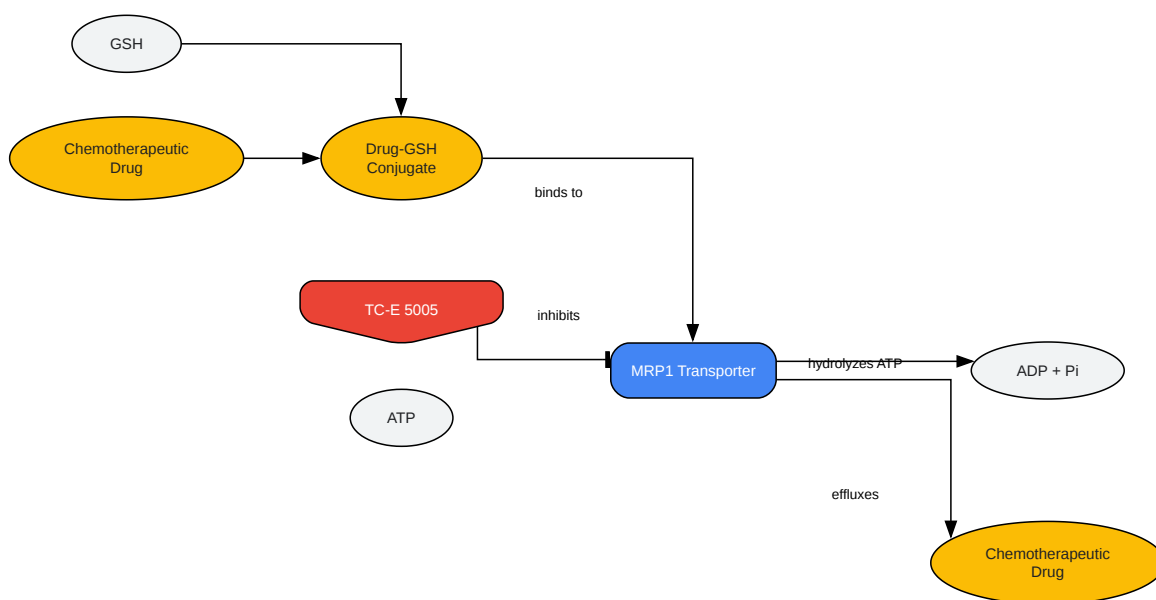 GSH
Chemotherapeutic
Drug
Drug-GSH
Conjugate
binds to
TC-E 5005
inhibits
MRP1 Transporter
hydrolyzes ATP
ADP + Pi
ATP
effluxes
Chemotherapeutic
Drug